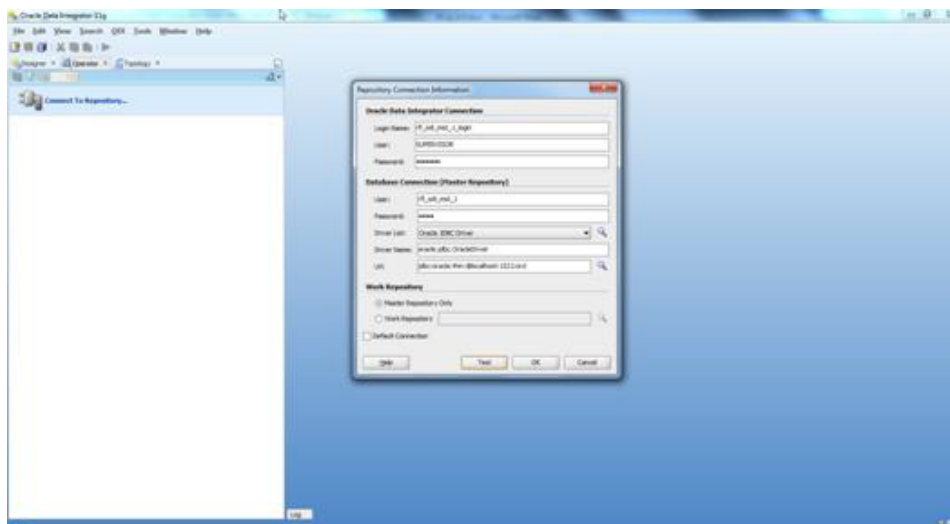 Oracle Data Integrator 11g
File Edit View Search ODI Tools Window Help
Designer Operator Topology
Connect To Repository...
Repository Connection Information
Oracle Data Integrator Connection
Login Name:
User: SUPERVISOR
Password:
Database Connection (Master Repository)
User:
Password:
Driver List: Oracle JDBC Driver
Driver Name: oracle.jdbc.OracleDriver
Url:
Work Repository
Master Repository Only
Work Repository
Default Connection
Help Test OK Cancel
Log